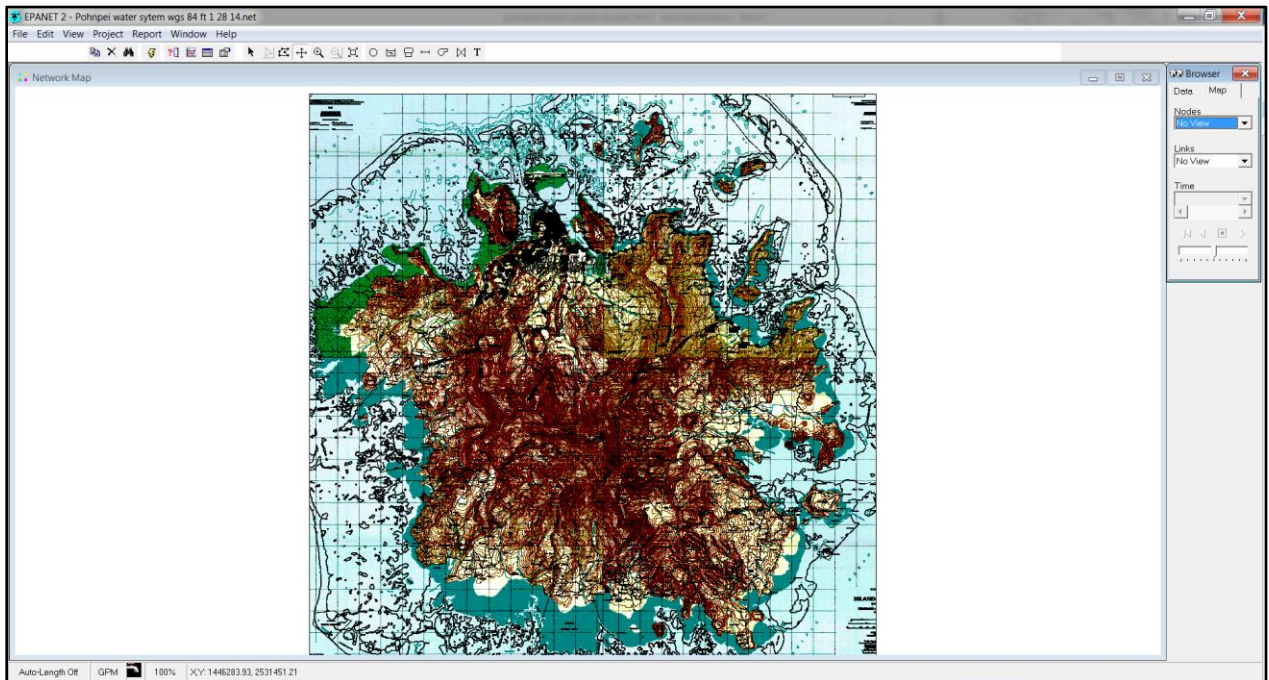 EPANET 2 - Pohnpei water sytem wgs 84 ft 1 28 14.net
File Edit View Project Report Window Help
T
Network Map
Browser
Data Map
Nodes
No View
Links
No View
Time
Auto-Length Off GPM 100% X,Y: 1446283.93, 2531451.21